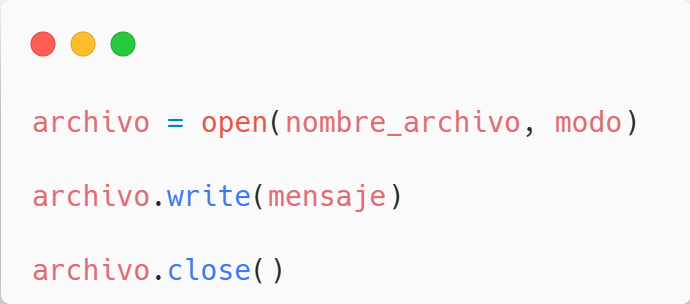 archivo = open(nombre_archivo, modo)
archivo.write(mensaje)
archivo.close()